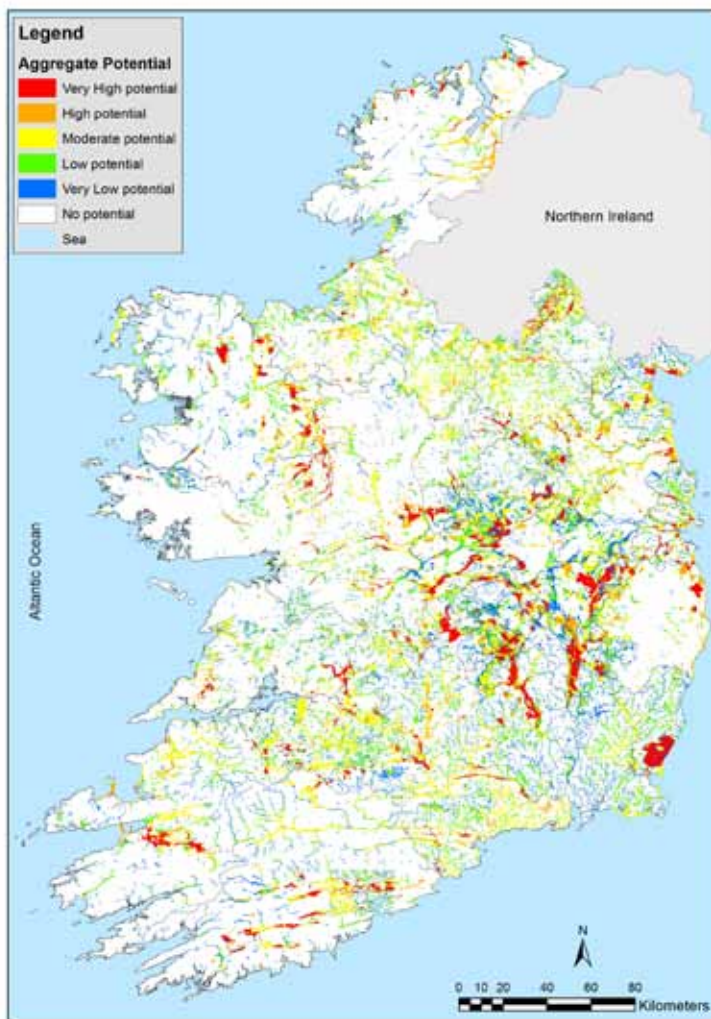 Legend
Aggregate Potential
Very High potential
High potential
Moderate potential
Low potential
Very Low potential
No potential
Sea
Northern Ireland
Altantic Ocean
N
0 10 20 40 60 80
Kilometers